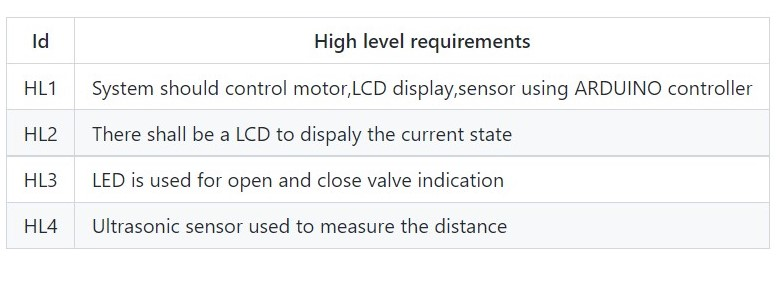 Id High level requirements
HL1 System should control motor,LCD display,sensor using ARDUINO controller
HL2 There shall be a LCD to dispaly the current state
HL3 LED is used for open and close valve indication
HL4 Ultrasonic sensor used to measure the distance